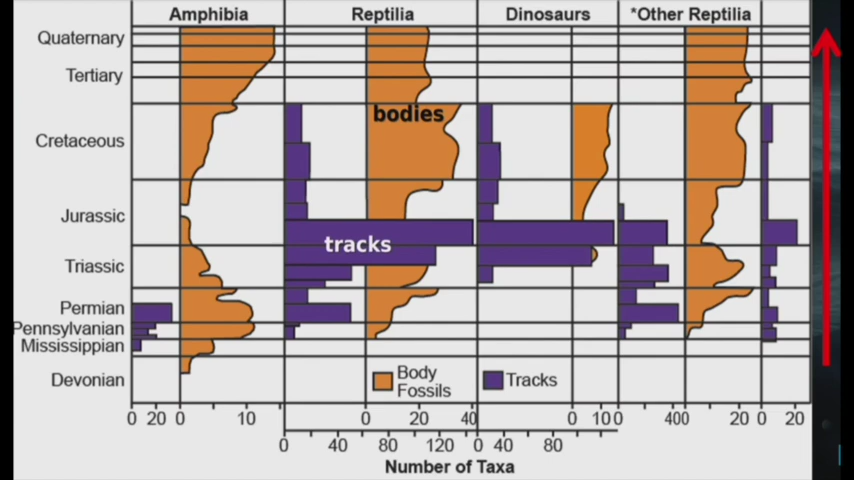 Amphibia Reptilia Dinosaurs *Other Reptilia
Quaternary
Tertiary
Cretaceous
bodies
Jurassic
tracks
Triassic
Permian
Pennsylvanian
Mississippian
Devonian
Body Fossils
Tracks
0 20 0 10 0 20 40 0 100 0 400 20 0 20
0 40 80 120 0 40 80
Number of Taxa